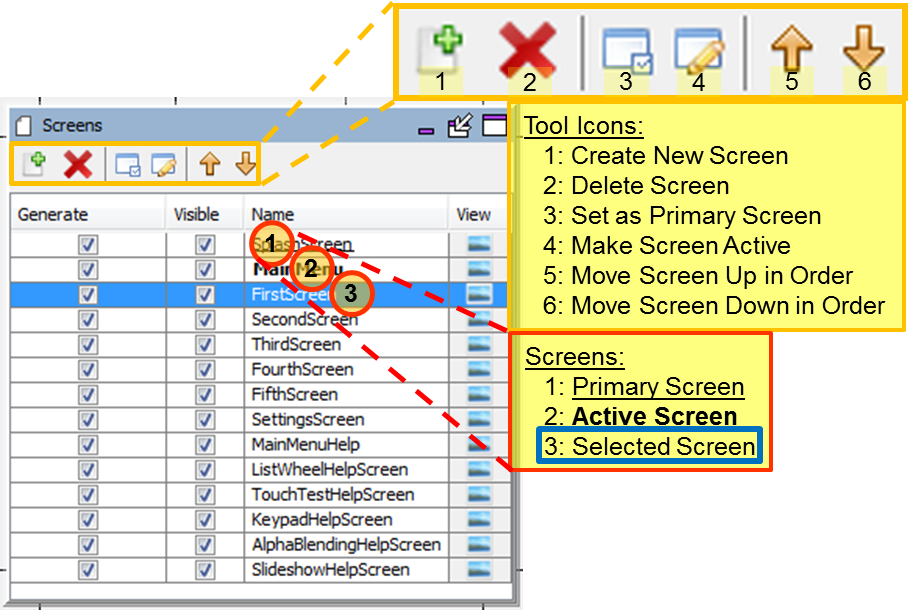 1 2 3 4 5 6
Screens
Tool Icons:
1: Create New Screen
2: Delete Screen
3: Set as Primary Screen
4: Make Screen Active
5: Move Screen Up in Order
6: Move Screen Down in Order
Generate Visible Name View
SplashScreen
1
MainMenu
2
FirstScreen
3
SecondScreen
ThirdScreen
FourthScreen
FifthScreen
SettingsScreen
MainMenuHelp
ListWheelHelpScreen
TouchTestHelpScreen
KeypadHelpScreen
AlphaBlendingHelpScreen
SlideshowHelpScreen
Screens:
1: Primary Screen
2: Active Screen
3: Selected Screen